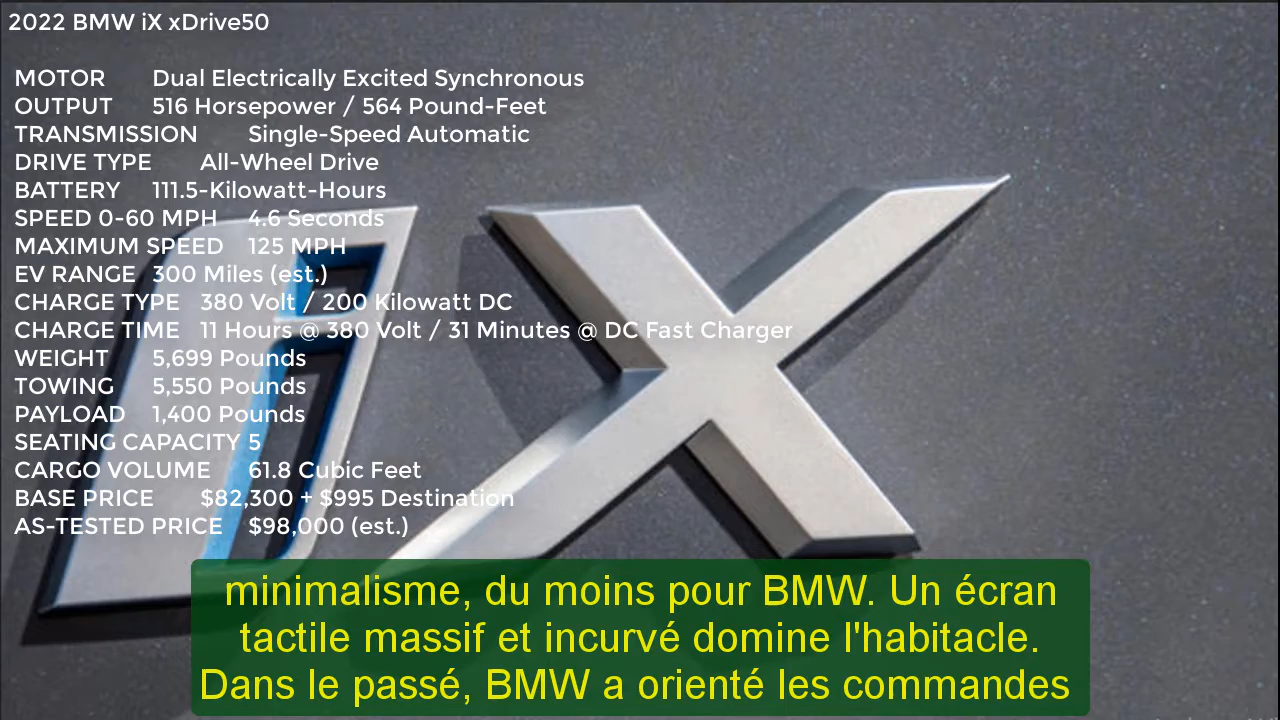 2022 BMW iX xDrive50
MOTOR Dual Electrically Excited Synchronous
OUTPUT 516 Horsepower / 564 Pound-Feet
TRANSMISSION Single-Speed Automatic
DRIVE TYPE All-Wheel Drive
BATTERY 111.5-Kilowatt-Hours
SPEED 0-60 MPH 4.6 Seconds
MAXIMUM SPEED 125 MPH
EV RANGE 300 Miles (est.)
CHARGE TYPE 380 Volt / 200 Kilowatt DC
CHARGE TIME 11 Hours @ 380 Volt / 31 Minutes @ DC Fast Charger
WEIGHT 5,699 Pounds
TOWING 5,550 Pounds
PAYLOAD 1,400 Pounds
SEATING CAPACITY 5
CARGO VOLUME 61.8 Cubic Feet
BASE PRICE $82,300 + $995 Destination
AS-TESTED PRICE $98,000 (est.)
iX
minimalisme, du moins pour BMW. Un écran
tactile massif et incurvé domine l'habitacle.
Dans le passé, BMW a orienté les commandes